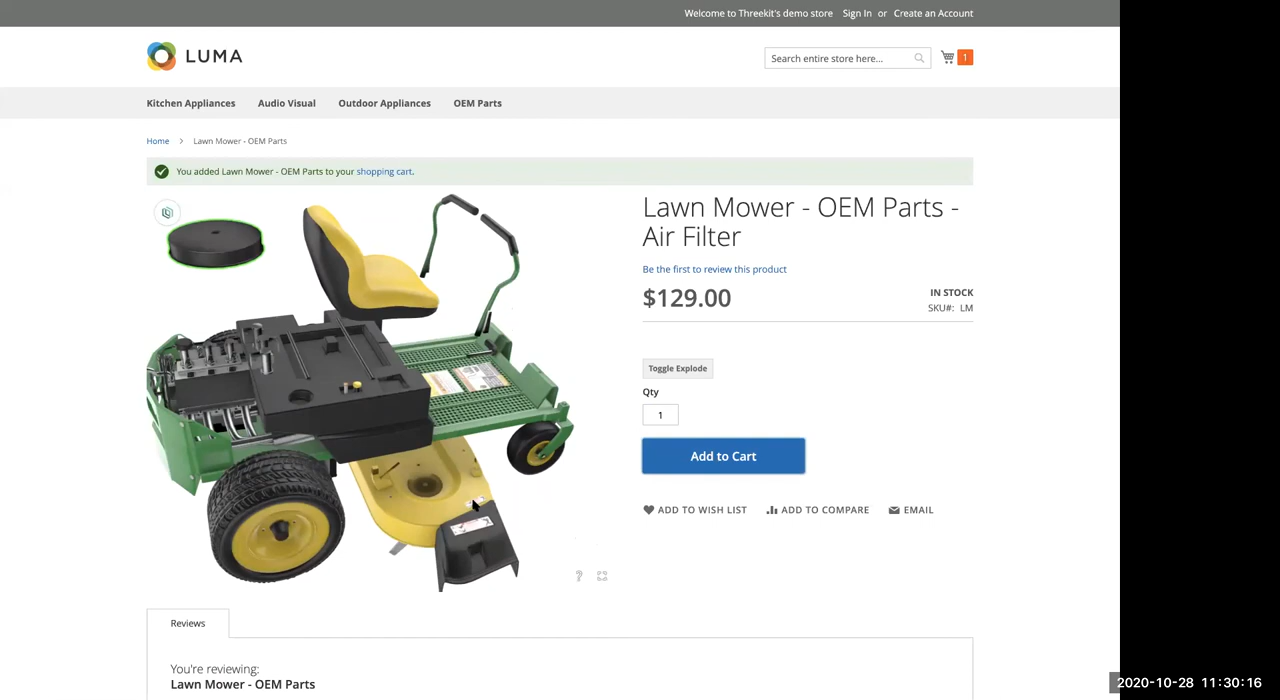 Welcome to Threekit's demo store Sign In or Create an Account
LUMA
Search entire store here...
1
Kitchen Appliances Audio Visual Outdoor Appliances OEM Parts
Home > Lawn Mower - OEM Parts
You added Lawn Mower - OEM Parts to your shopping cart.
Lawn Mower - OEM Parts -
Air Filter
Be the first to review this product
$129.00
IN STOCK
SKU#: LM
Toggle Explode
Qty
1
Add to Cart
ADD TO WISH LIST ADD TO COMPARE EMAIL
?
Reviews
You're reviewing:
Lawn Mower - OEM Parts
2020-10-28 11:30:16